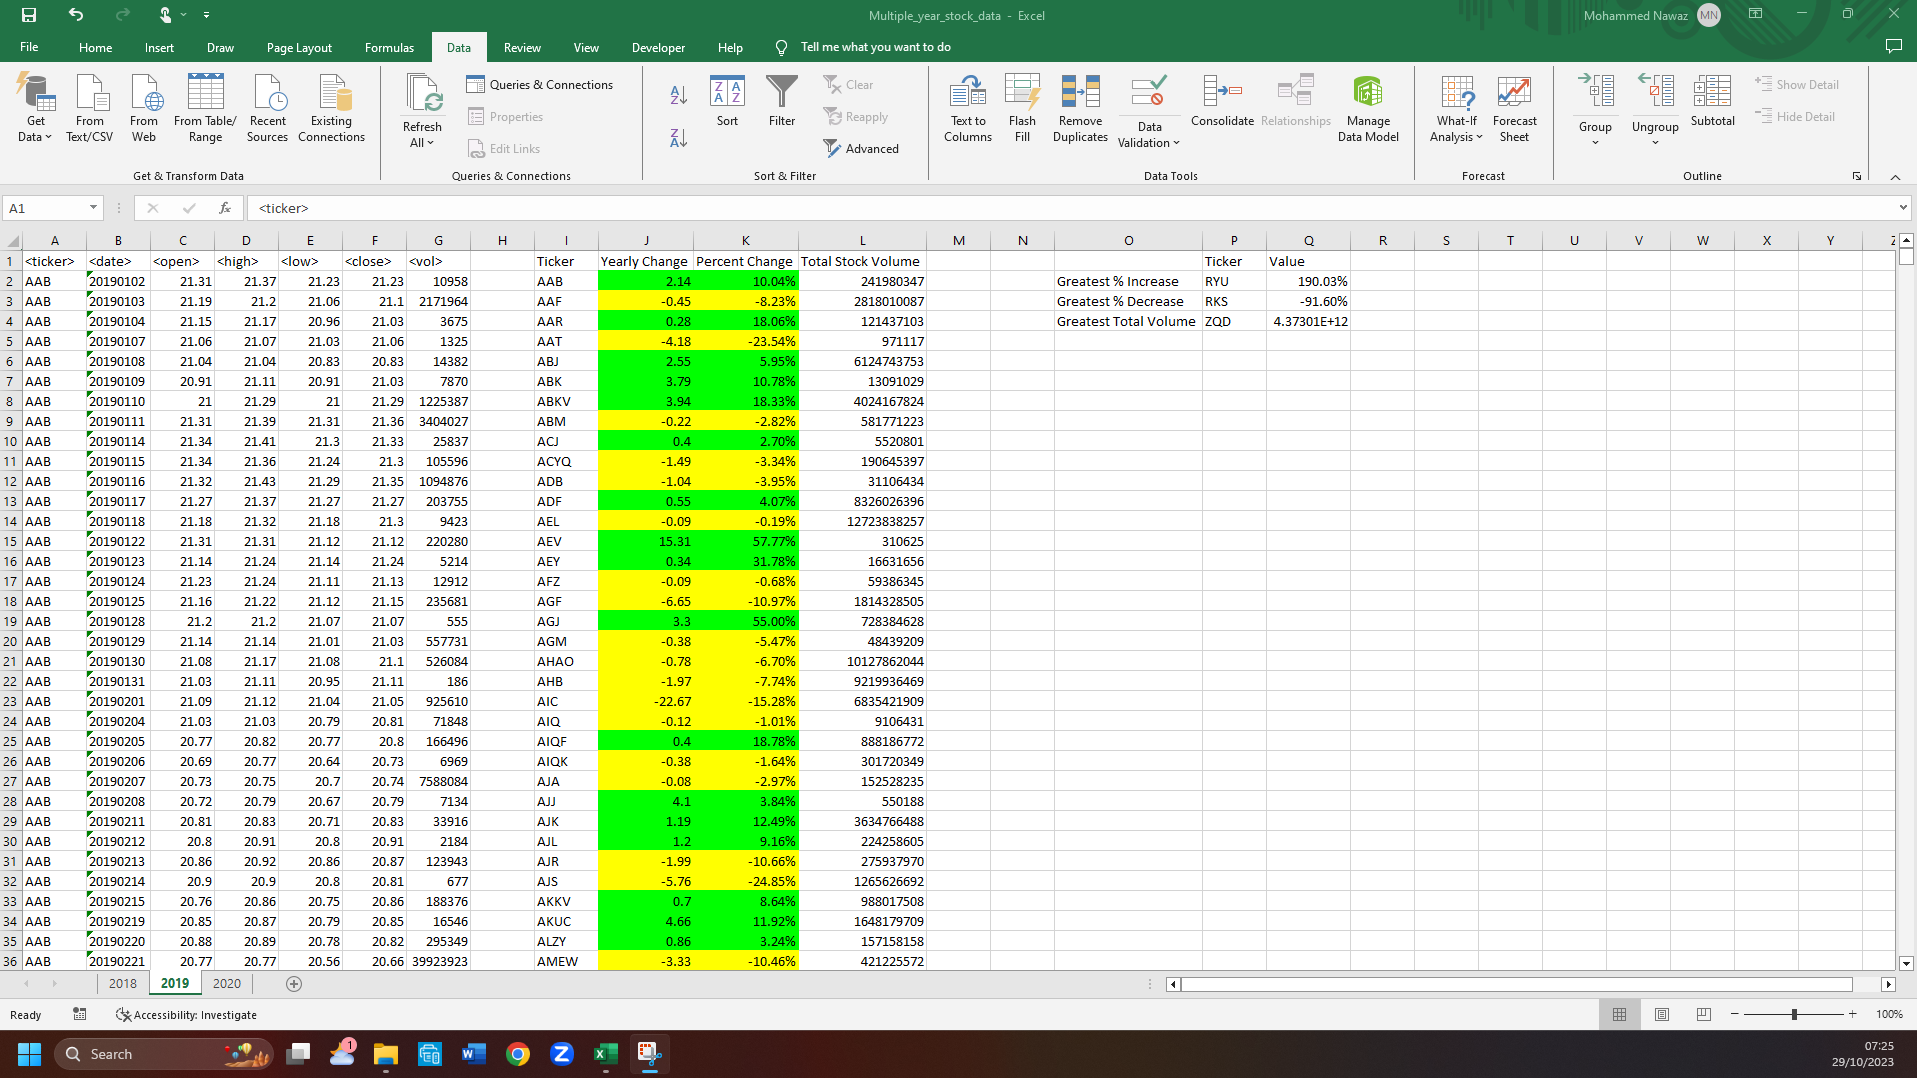 Multiple_year_stock_data - Excel
Mohammed Nawaz MN
File Home Insert Draw Page Layout Formulas Data Review View Developer Help Tell me what you want to do
Get Data From Text/CSV From Web From Table/ Range Recent Sources Existing Connections
Get & Transform Data
Refresh All Queries & Connections Properties Edit Links
Queries & Connections
Sort Filter Clear Reapply Advanced
Sort & Filter
Text to Columns Flash Fill Remove Duplicates Data Validation Consolidate Relationships Manage Data Model
Data Tools
What-If Analysis Forecast Sheet
Forecast
Group Ungroup Subtotal Show Detail Hide Detail
Outline
A1 fx <ticker>
A B C D E F G H I J K L M N O P Q R S T U V W X Y Z
1 <ticker> <date> <open> <high> <low> <close> <vol> Ticker Yearly Change Percent Change Total Stock Volume Ticker Value
2 AAB 20190102 21.31 21.37 21.23 21.23 10958 AAB 2.14 10.04% 241980347 Greatest % Increase RYU 190.03%
3 AAB 20190103 21.19 21.2 21.06 21.1 2171964 AAF -0.45 -8.23% 2818010087 Greatest % Decrease RKS -91.60%
4 AAB 20190104 21.15 21.17 20.96 21.03 3675 AAR 0.28 18.06% 121437103 Greatest Total Volume ZQD 4.37301E+12
5 AAB 20190107 21.06 21.07 21.03 21.06 1325 AAT -4.18 -23.54% 971117
6 AAB 20190108 21.04 21.04 20.83 20.83 14382 ABJ 2.55 5.95% 6124743753
7 AAB 20190109 20.91 21.11 20.91 21.03 7870 ABK 3.79 10.78% 13091029
8 AAB 20190110 21 21.29 21 21.29 1225387 ABKV 3.94 18.33% 4024167824
9 AAB 20190111 21.31 21.39 21.31 21.36 3404027 ABM -0.22 -2.82% 581771223
10 AAB 20190114 21.34 21.41 21.3 21.33 25837 ACJ 0.4 2.70% 5520801
11 AAB 20190115 21.34 21.36 21.24 21.3 105596 ACYQ -1.49 -3.34% 190645397
12 AAB 20190116 21.32 21.43 21.29 21.35 1094876 ADB -1.04 -3.95% 31106434
13 AAB 20190117 21.27 21.37 21.27 21.27 203755 ADF 0.55 4.07% 8326026396
14 AAB 20190118 21.18 21.32 21.18 21.3 9423 AEL -0.09 -0.19% 12723838257
15 AAB 20190122 21.31 21.31 21.12 21.12 220280 AEV 15.31 57.77% 310625
16 AAB 20190123 21.14 21.24 21.14 21.24 5214 AEY 0.34 31.78% 16631656
17 AAB 20190124 21.23 21.24 21.11 21.13 12912 AFZ -0.09 -0.68% 59386345
18 AAB 20190125 21.16 21.22 21.12 21.15 235681 AGF -6.65 -10.97% 1814328505
19 AAB 20190128 21.2 21.2 21.07 21.07 555 AGJ 3.3 55.00% 728384628
20 AAB 20190129 21.14 21.14 21.01 21.03 557731 AGM -0.38 -5.47% 48439209
21 AAB 20190130 21.08 21.17 21.08 21.1 526084 AHAO -0.78 -6.70% 10127862044
22 AAB 20190131 21.03 21.11 20.95 21.11 186 AHB -1.97 -7.74% 9219936469
23 AAB 20190201 21.09 21.12 21.04 21.05 925610 AIC -22.67 -15.28% 6835421909
24 AAB 20190204 21.03 21.03 20.79 20.81 71848 AIQ -0.12 -1.01% 9106431
25 AAB 20190205 20.77 20.82 20.77 20.8 166496 AIQF 0.4 18.78% 888186772
26 AAB 20190206 20.69 20.77 20.64 20.73 6969 AIQK -0.38 -1.64% 301720349
27 AAB 20190207 20.73 20.75 20.7 20.74 7588084 AJA -0.08 -2.97% 152528235
28 AAB 20190208 20.72 20.79 20.67 20.79 7134 AJJ 4.1 3.84% 550188
29 AAB 20190211 20.81 20.83 20.71 20.83 33916 AJK 1.19 12.49% 3634766488
30 AAB 20190212 20.8 20.91 20.8 20.91 2184 AJL 1.2 9.16% 224258605
31 AAB 20190213 20.86 20.92 20.86 20.87 123943 AJR -1.99 -10.66% 275937970
32 AAB 20190214 20.9 20.9 20.8 20.81 677 AJS -5.76 -24.85% 1265626692
33 AAB 20190215 20.76 20.86 20.75 20.86 188376 AKKV 0.7 8.64% 988017508
34 AAB 20190219 20.85 20.87 20.79 20.85 16546 AKUC 4.66 11.92% 1648179709
35 AAB 20190220 20.88 20.89 20.78 20.82 295349 ALZY 0.86 3.24% 157158158
36 AAB 20190221 20.77 20.77 20.56 20.66 39923923 AMEW -3.33 -10.46% 421225572
2018 2019 2020
Ready Accessibility: Investigate 100%
Search 1 07:25
29/10/2023